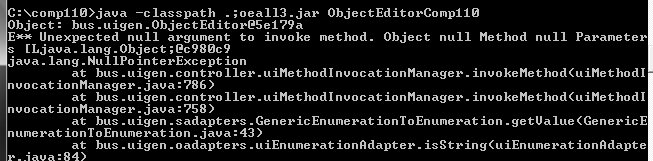 C:\comp110>java -classpath .;oeall3.jar ObjectEditorComp110
Object: bus.uigen.ObjectEditor@5e179a
E** Unexpected null argument to invoke method. Object null Method null Parameter
s [Ljava.lang.Object;@c980c9
java.lang.NullPointerException
at bus.uigen.controller.uiMethodInvocationManager.invokeMethod(uiMethodI
nvocationManager.java:786)
at bus.uigen.controller.uiMethodInvocationManager.invokeMethod(uiMethodI
nvocationManager.java:758)
at bus.uigen.sadapters.GenericEnumerationToEnumeration.getValue(GenericE
numerationToEnumeration.java:43)
at bus.uigen.oadapters.uiEnumerationAdapter.isString(uiEnumerationAdapte
r.java:84)